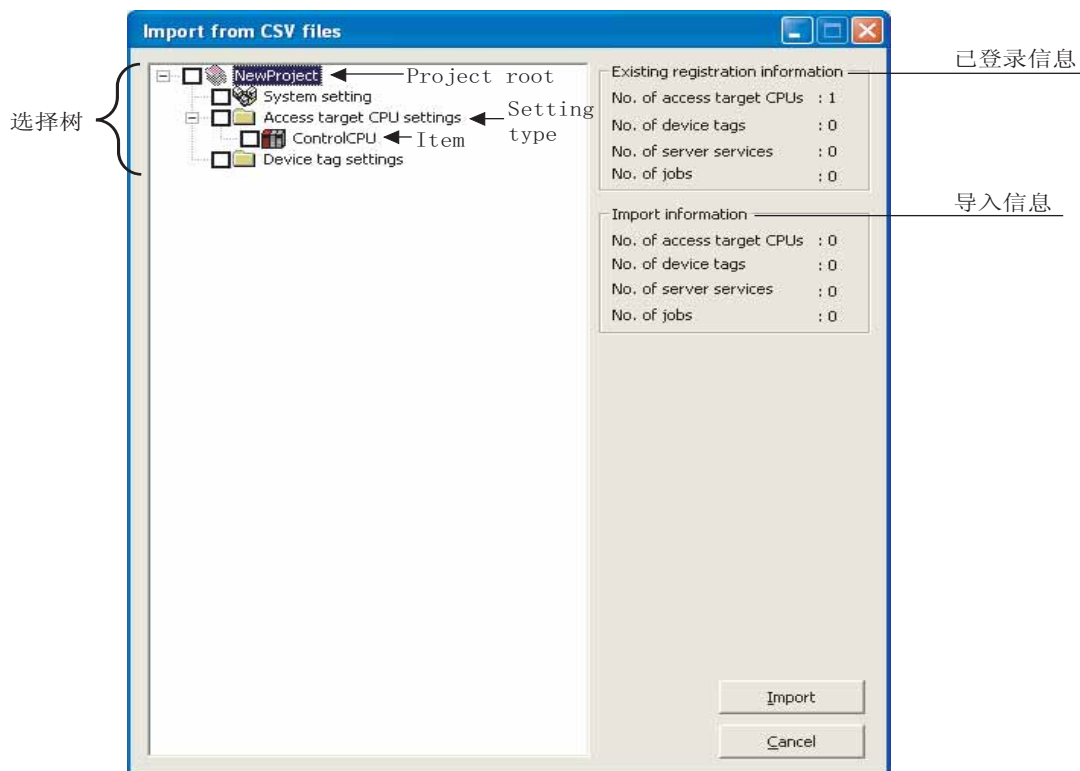 Import from CSV files
选择树
NewProject
Project root
System setting
Access target CPU settings
Setting type
ControlCPU
Item
Device tag settings
Existing registration information
已登录信息
No. of access target CPUs : 1
No. of device tags : 0
No. of server services : 0
No. of jobs : 0
Import information
导入信息
No. of access target CPUs : 0
No. of device tags : 0
No. of server services : 0
No. of jobs : 0
Import
Cancel